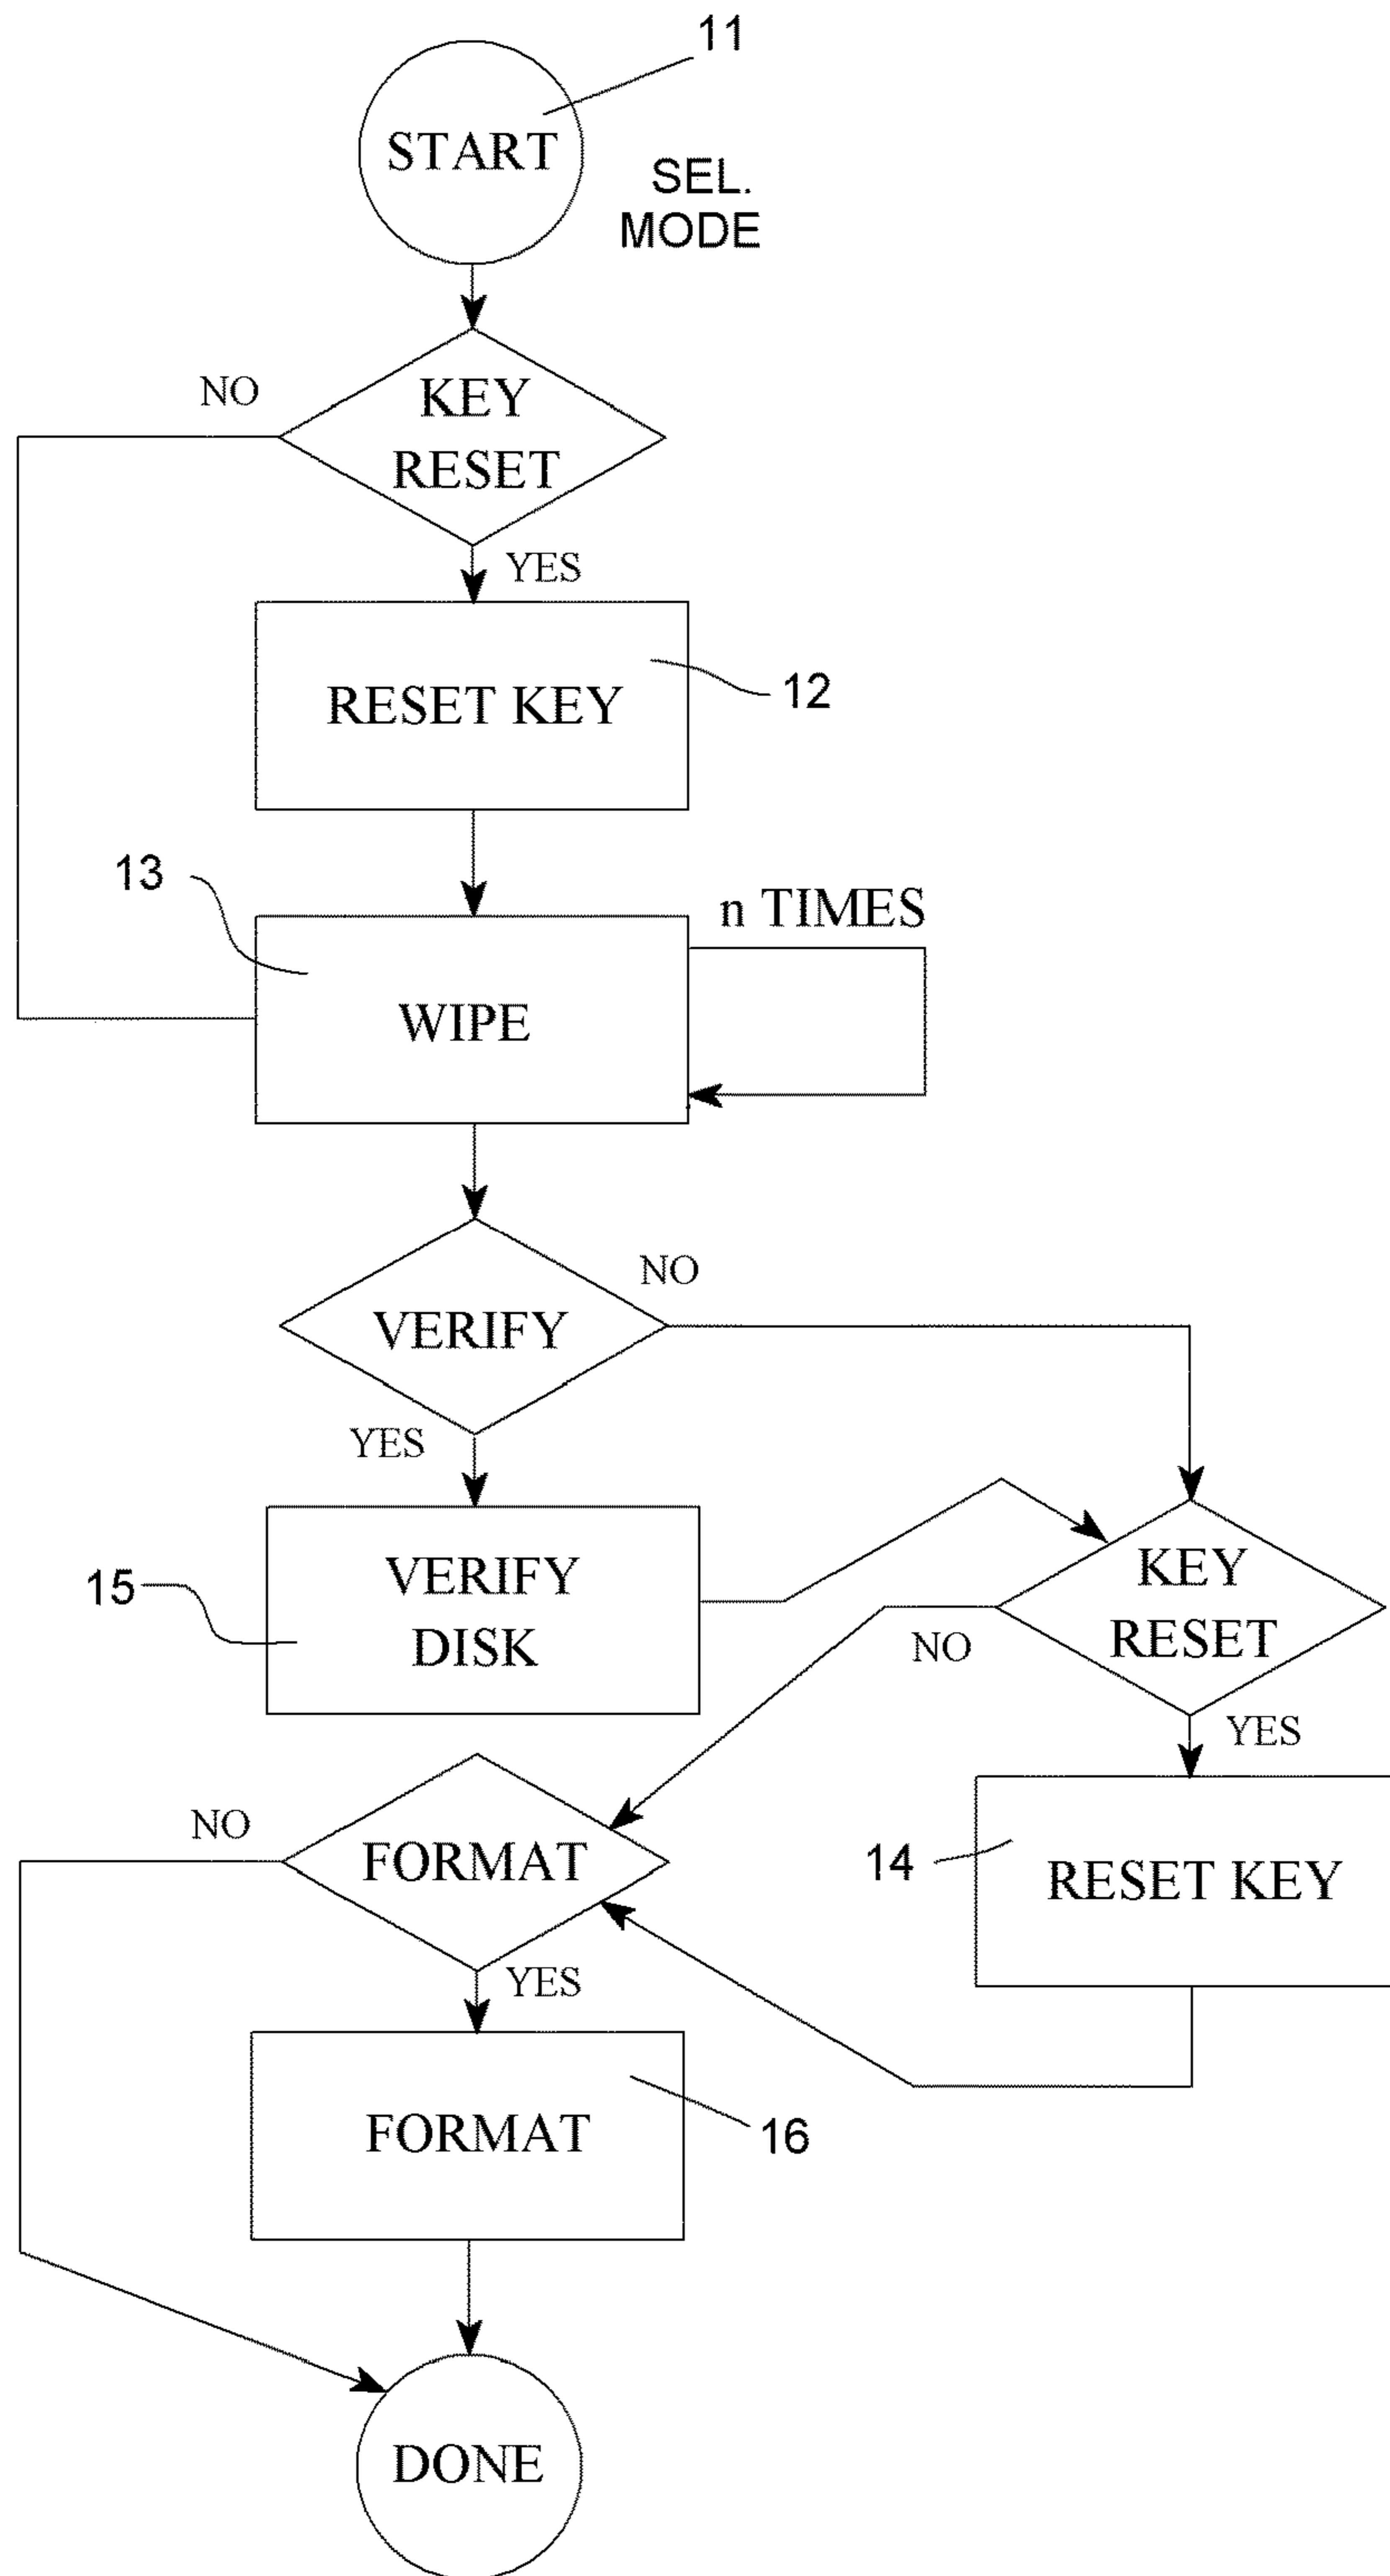 11
START
SEL.
MODE
NO
KEY
RESET
YES
RESET KEY
12
13
n TIMES
WIPE
NO
VERIFY
YES
VERIFY
DISK
15
KEY
RESET
NO
YES
NO
FORMAT
14
RESET KEY
YES
FORMAT
16
DONE